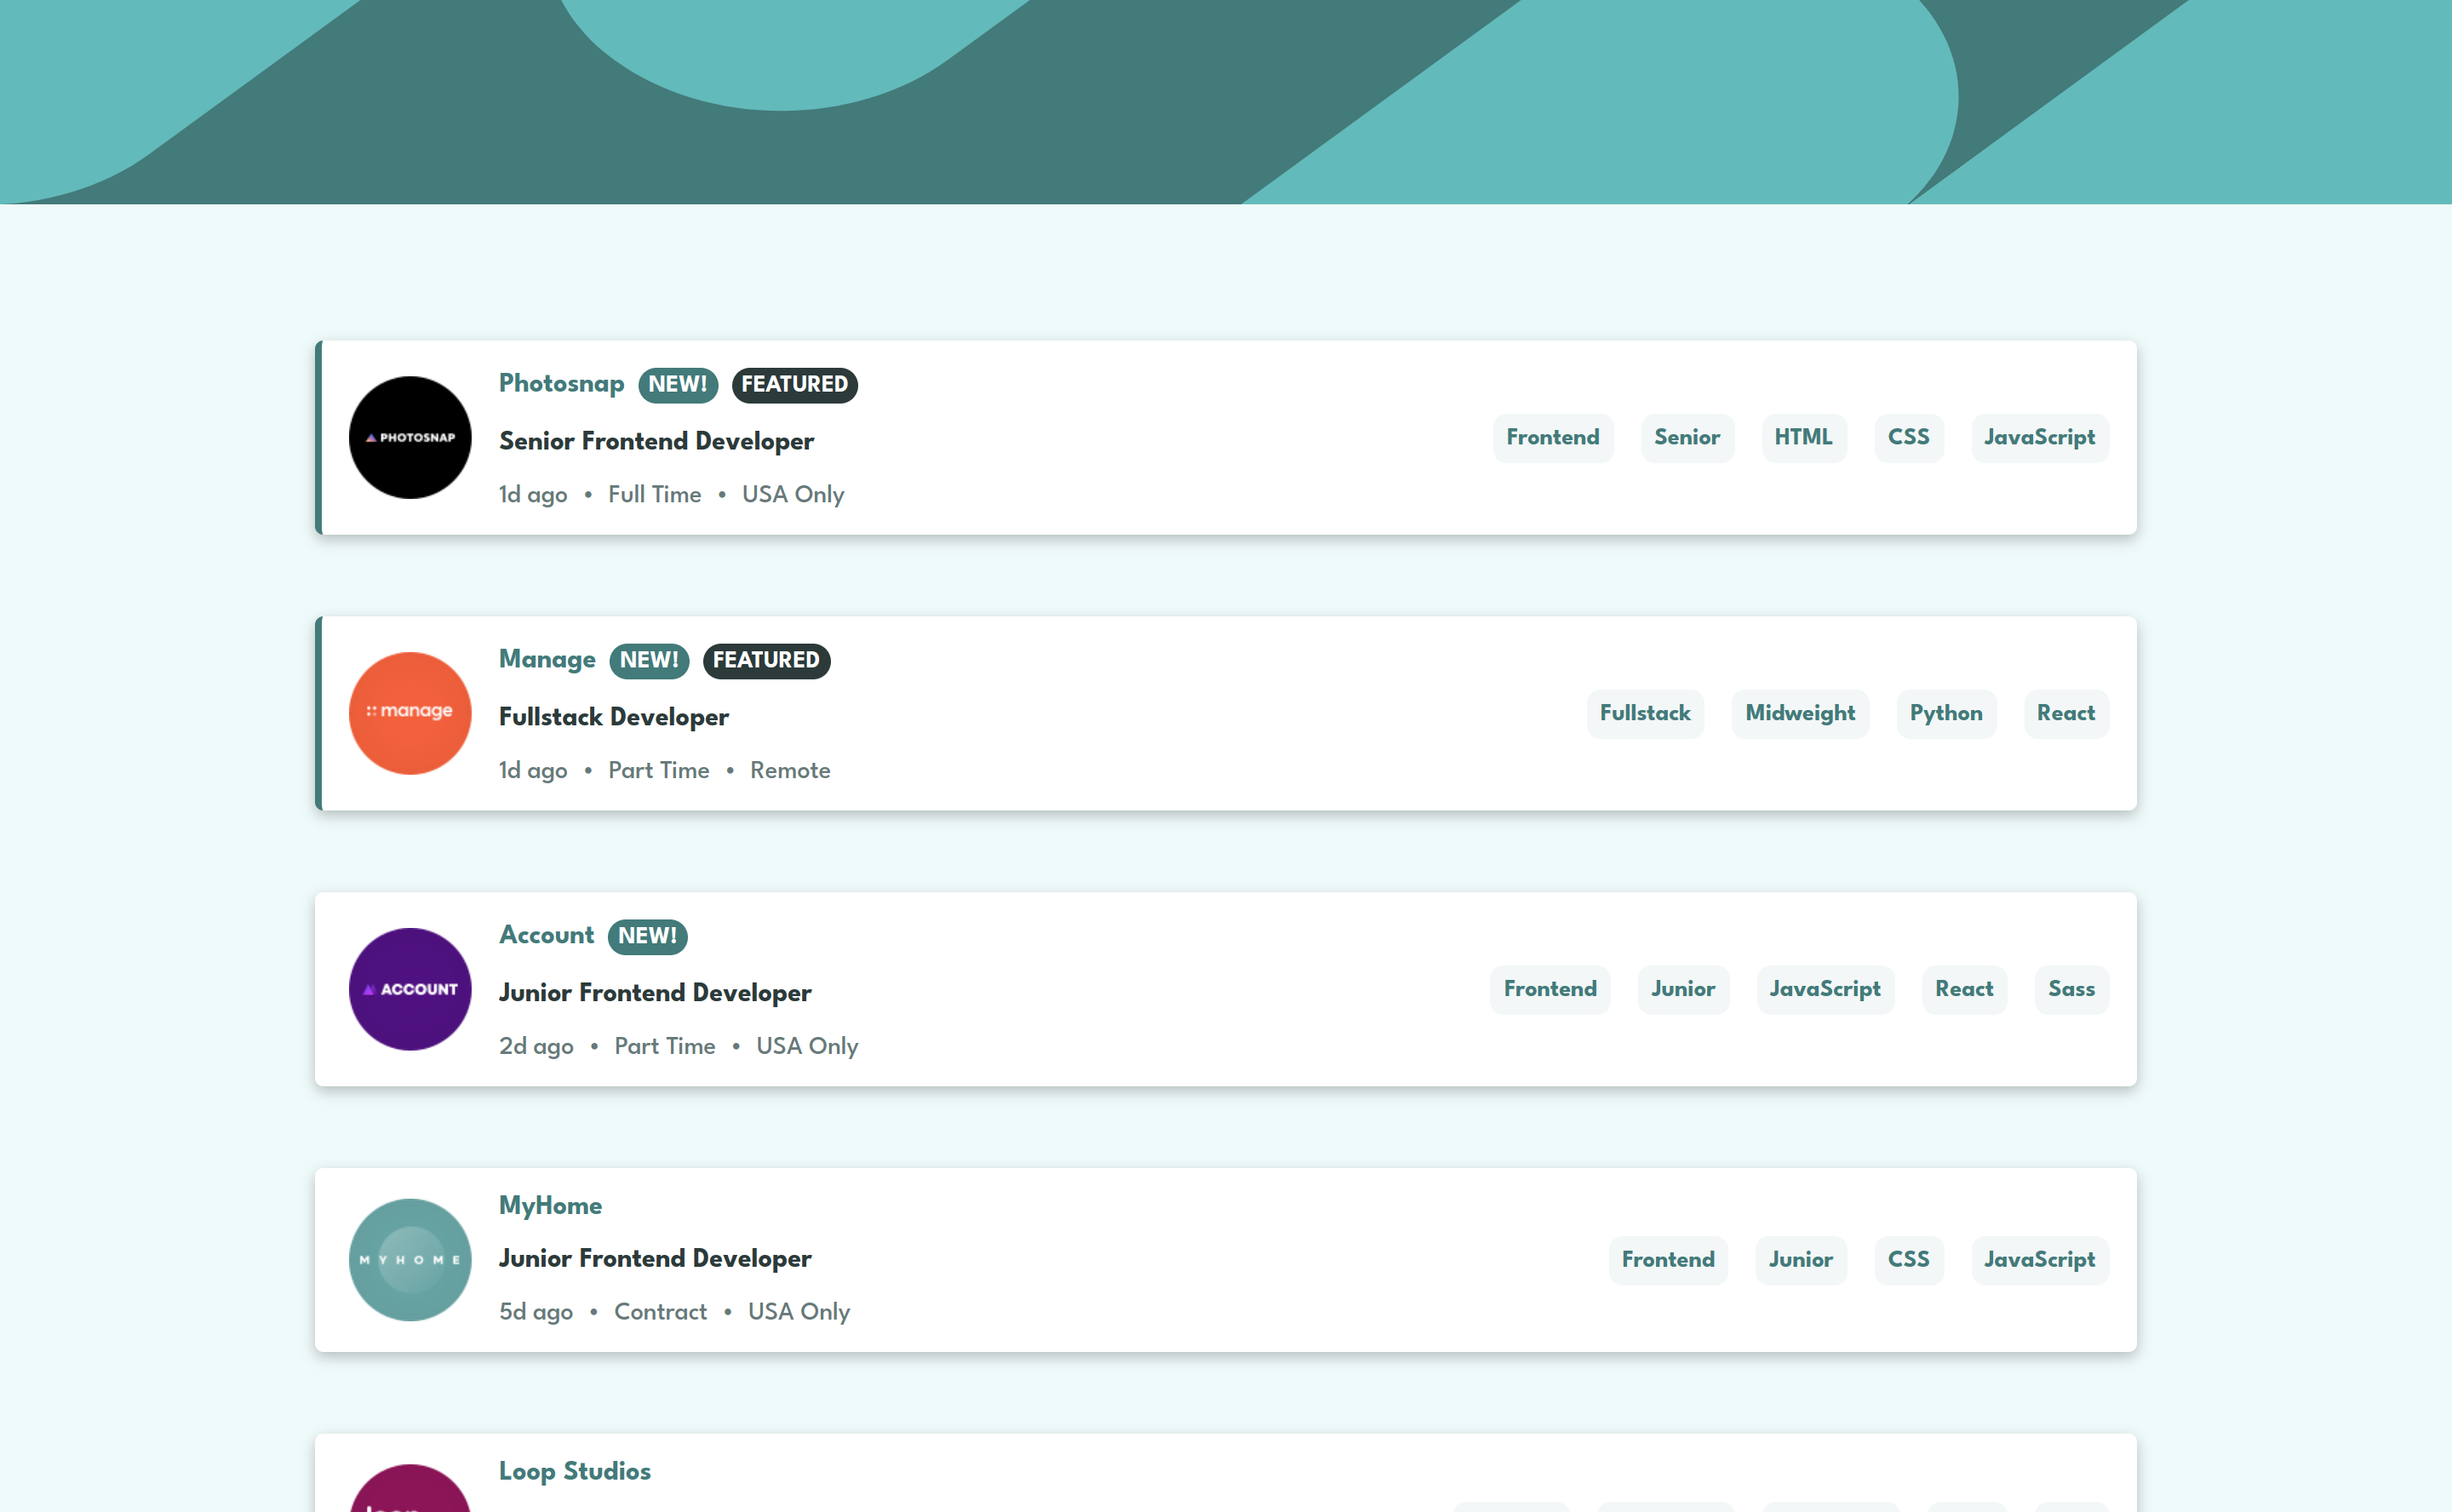 PHOTOSNAP
Photosnap NEW! FEATURED
Senior Frontend Developer
1d ago • Full Time • USA Only
Frontend Senior HTML CSS JavaScript
manage
Manage NEW! FEATURED
Fullstack Developer
1d ago • Part Time • Remote
Fullstack Midweight Python React
ACCOUNT
Account NEW!
Junior Frontend Developer
2d ago • Part Time • USA Only
Frontend Junior JavaScript React Sass
MYHOME
MyHome
Junior Frontend Developer
5d ago • Contract • USA Only
Frontend Junior CSS JavaScript
Loop Studios